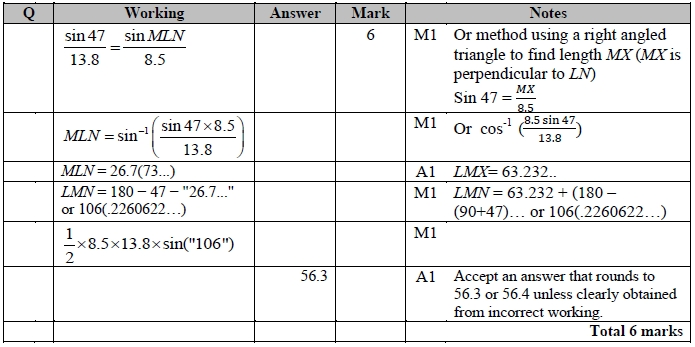 Q Working Answer Mark Notes
sin 47 / 13.8 = sin MLN / 8.5 6 M1 Or method using a right angled
triangle to find length MX (MX is
perpendicular to LN)
Sin 47 = MX / 8.5
MLN = sin⁻¹ (sin 47 × 8.5 / 13.8) M1 Or cos⁻¹ (8.5 sin 47 / 13.8)
MLN = 26.7(73...) A1 LMX= 63.232..
LMN = 180 – 47 – "26.7..." M1 LMN = 63.232 + (180 –
or 106(.2260622…) (90+47)… or 106(.2260622…)
1/2 ×8.5×13.8×sin("106") M1
56.3 A1 Accept an answer that rounds to
56.3 or 56.4 unless clearly obtained
from incorrect working.
Total 6 marks